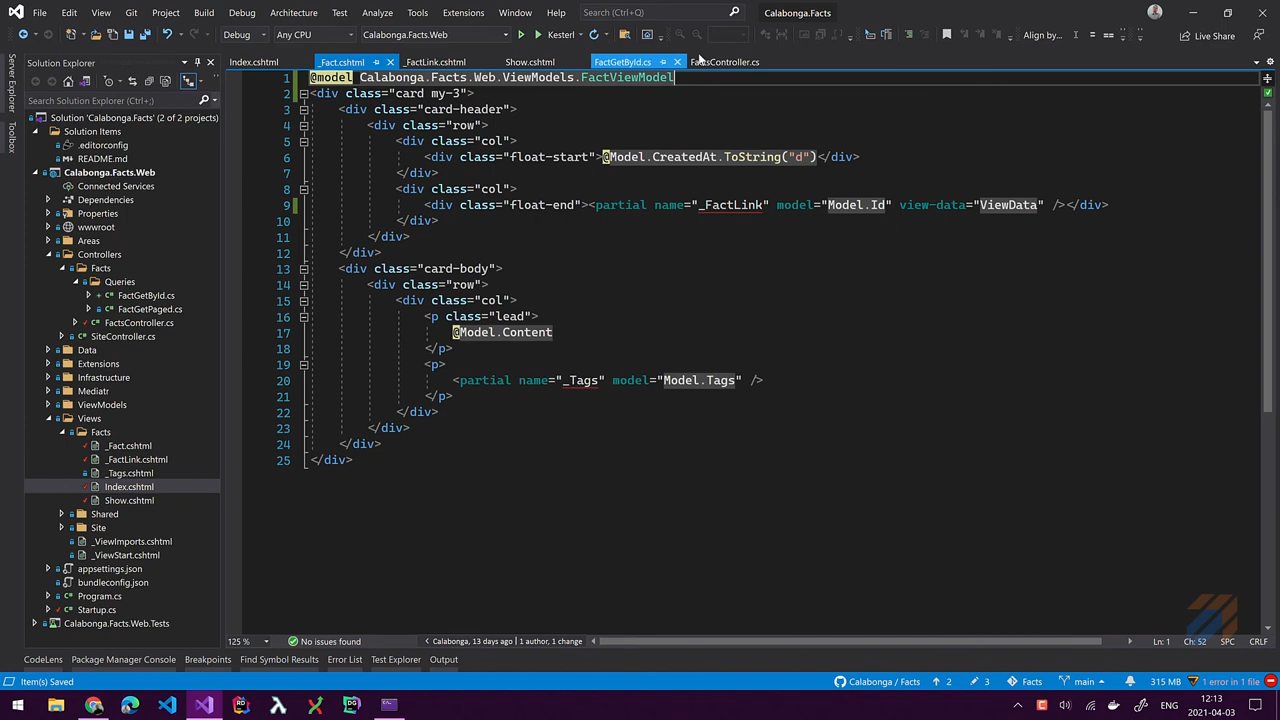 File Edit View Git Project Build Debug Architecture Test Analyze Tools Extensions Window Help Search (Ctrl+Q) Calabonga.Facts
Debug Any CPU Calabonga.Facts.Web Kesterl Align by... Live Share
Server Explorer
Toolbox
Solution Explorer
Search Solution Explorer (Ctrl+;)
Solution 'Calabonga.Facts' (2 of 2 projects)
Solution Items
.editorconfig
README.md
Calabonga.Facts.Web
Connected Services
Dependencies
Properties
wwwroot
Areas
Controllers
Facts
Queries
FactGetById.cs
FactGetPaged.cs
FactsController.cs
SiteController.cs
Data
Extensions
Infrastructure
Mediatr
ViewModels
Views
Facts
_Fact.cshtml
_FactLink.cshtml
_Tags.cshtml
Index.cshtml
Show.cshtml
Shared
Site
_ViewImports.cshtml
_ViewStart.cshtml
appsettings.json
bundleconfig.json
Program.cs
Startup.cs
Calabonga.Facts.Web.Tests
Index.cshtml _Fact.cshtml _FactLink.cshtml Show.cshtml FactGetById.cs FactsController.cs
1 @model Calabonga.Facts.Web.ViewModels.FactViewModel
2 <div class="card my-3">
3 <div class="card-header">
4 <div class="row">
5 <div class="col">
6 <div class="float-start">@Model.CreatedAt.ToString("d")</div>
7 </div>
8 <div class="col">
9 <div class="float-end"><partial name="_FactLink" model="Model.Id" view-data="ViewData" /></div>
10 </div>
11 </div>
12 </div>
13 <div class="card-body">
14 <div class="row">
15 <div class="col">
16 <p class="lead">
17 @Model.Content
18 </p>
19 <p>
20 <partial name="_Tags" model="Model.Tags" />
21 </p>
22 </div>
23 </div>
24 </div>
25 </div>
125 % No issues found Calabonga, 13 days ago | 1 author, 1 change Ln: 1 Ch: 52 SPC CRLF
CodeLens Package Manager Console Breakpoints Find Symbol Results Error List Test Explorer Output
Item(s) Saved Calabonga / Facts 2 3 Facts main 315 MB 1 error in 1 file
ENG 12:13
2021-04-03